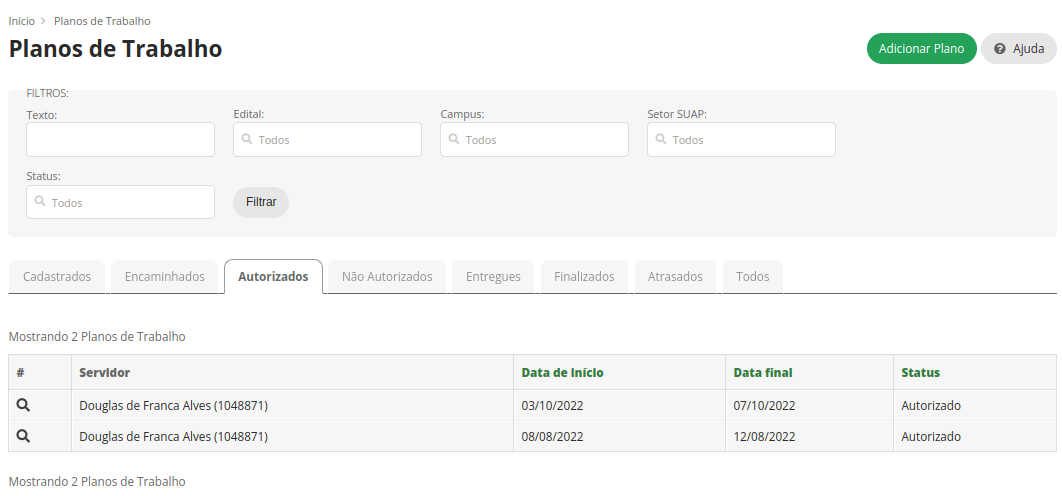 Início > Planos de Trabalho
Planos de Trabalho
Adicionar Plano
Ajuda
FILTROS:
Texto: Edital: Campus: Setor SUAP:
Todos Todos Todos
Status:
Todos Filtrar
Cadastrados Encaminhados Autorizados Não Autorizados Entregues Finalizados Atrasados Todos
Mostrando 2 Planos de Trabalho
# Servidor Data de início Data final Status
Douglas de Franca Alves (1048871) 03/10/2022 07/10/2022 Autorizado
Douglas de Franca Alves (1048871) 08/08/2022 12/08/2022 Autorizado
Mostrando 2 Planos de Trabalho